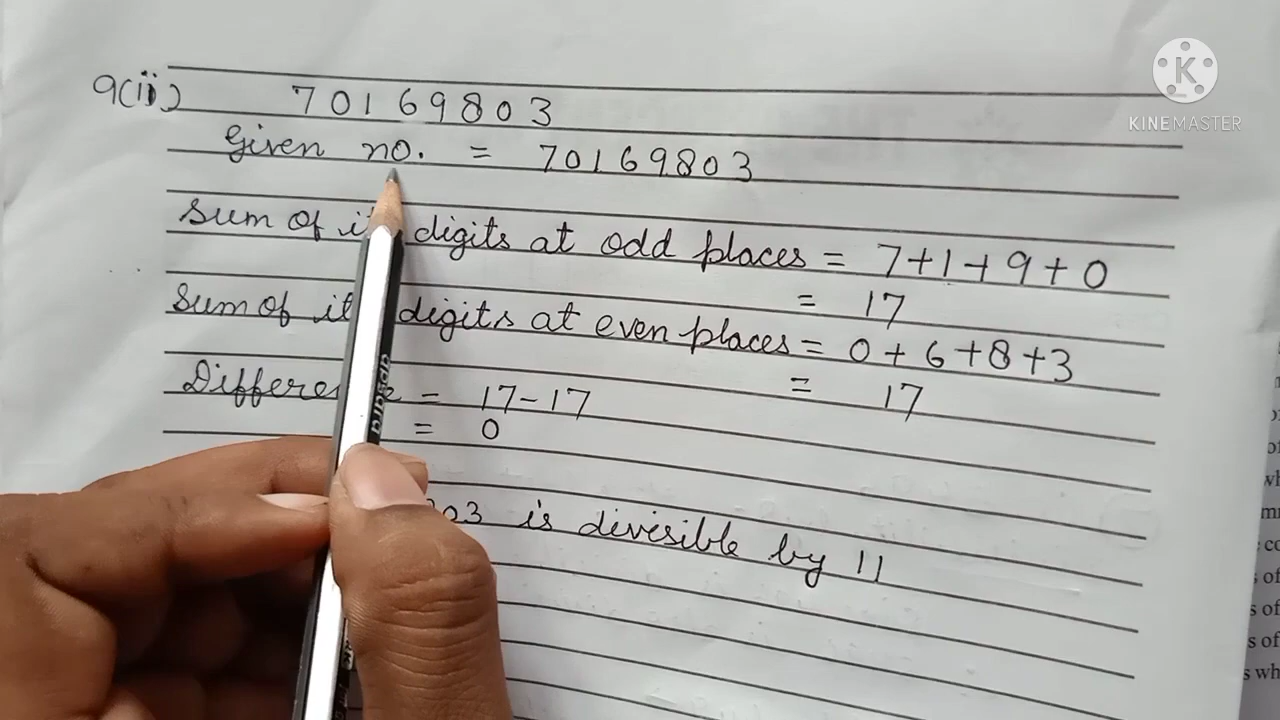 9(ii) 70169803
Given no. = 70169803
Sum of digits at odd places = 7+1+9+0
= 17
Sum of digits at even places = 0+6+8+3
= 17
= 17-17
= 0
is divisible by 11
K
KINEMASTER
apsara